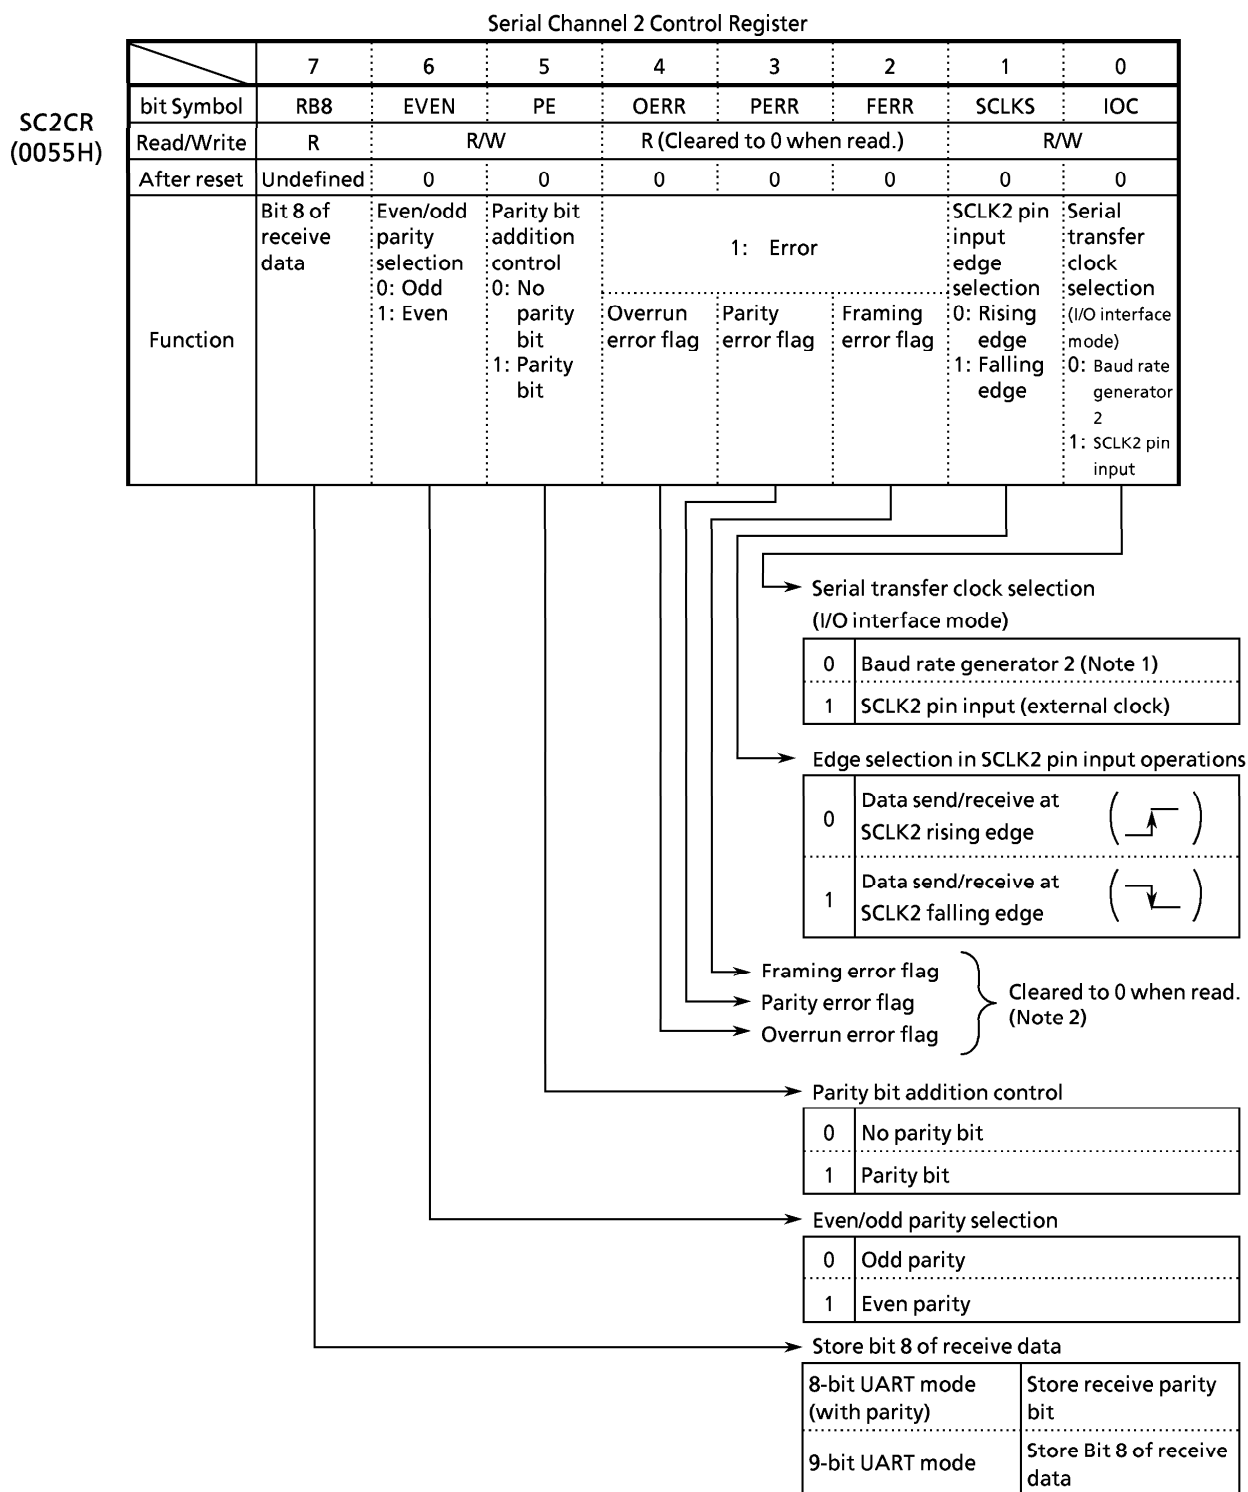 Serial Channel 2 Control Register
7 6 5 4 3 2 1 0
SC2CR
(0055H)
bit Symbol RB8 EVEN PE OERR PERR FERR SCLKS IOC
Read/Write R R/W R (Cleared to 0 when read.) R/W
After reset Undefined 0 0 0 0 0 0 0
Function
Bit 8 of
receive
data
Even/odd
parity
selection
0: Odd
1: Even
Parity bit
addition
control
0: No
parity
bit
1: Parity
bit
1: Error
Overrun
error flag
Parity
error flag
Framing
error flag
SCLK2 pin
input
edge
selection
0: Rising
edge
1: Falling
edge
Serial
transfer
clock
selection
(I/O interface
mode)
0: Baud rate
generator
2
1: SCLK2 pin
input
Serial transfer clock selection
(I/O interface mode)
0 Baud rate generator 2 (Note 1)
1 SCLK2 pin input (external clock)
Edge selection in SCLK2 pin input operations
0 Data send/receive at
SCLK2 rising edge
1 Data send/receive at
SCLK2 falling edge
Framing error flag
Parity error flag
Overrun error flag
Cleared to 0 when read.
(Note 2)
Parity bit addition control
0 No parity bit
1 Parity bit
Even/odd parity selection
0 Odd parity
1 Even parity
Store bit 8 of receive data
8-bit UART mode
(with parity)
Store receive parity
bit
9-bit UART mode
Store Bit 8 of receive
data